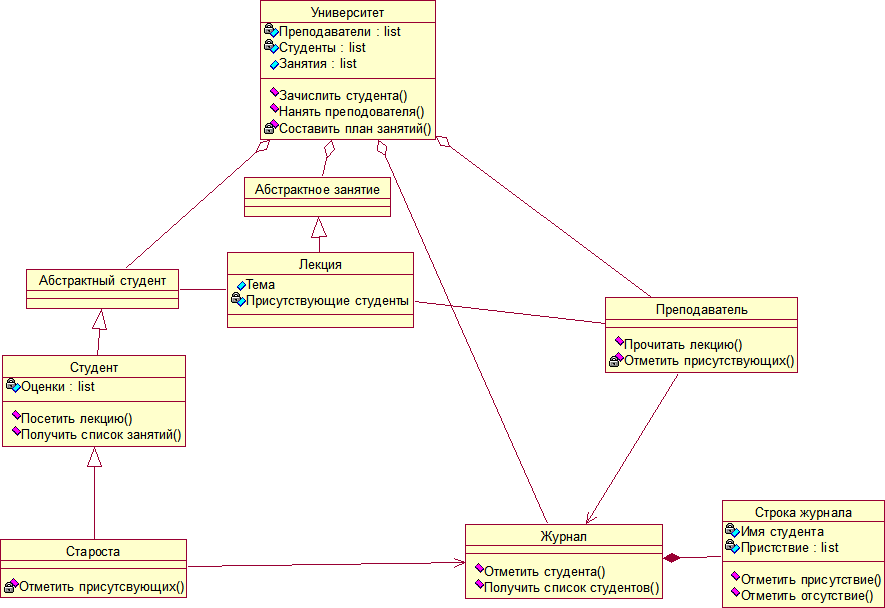 Университет
Преподаватели : list
Студенты : list
Занятия : list
Зачислить студента()
Нанять преподователя()
Составить план занятий()
Абстрактное занятие
Абстрактный студент
Лекция
Тема
Присутствующие студенты
Преподаватель
Прочитать лекцию()
Отметить присутствующих()
Студент
Оценки : list
Посетить лекцию()
Получить список занятий()
Староста
Отметить присутсвующих()
Журнал
Отметить студента()
Получить список студентов()
Строка журнала
Имя студента
Пристствие : list
Отметить присутствие()
Отметить отсутствие()